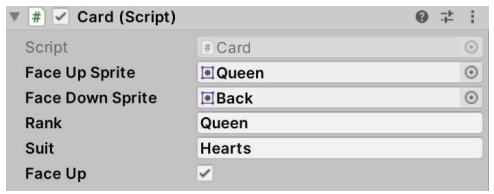 # Card (Script)
Script # Card
Face Up Sprite Queen
Face Down Sprite Back
Rank Queen
Suit Hearts
Face Up